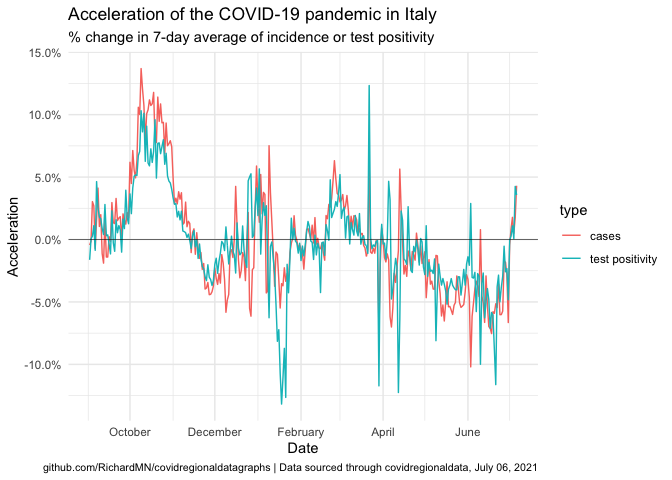 Acceleration of the COVID-19 pandemic in Italy
% change in 7-day average of incidence or test positivity
15.0%
10.0%
5.0%
0.0%
-5.0%
-10.0%
Acceleration
October December February April June
Date
type
cases
test positivity
github.com/RichardMN/covidregionaldatagraphs | Data sourced through covidregionaldata, July 06, 2021